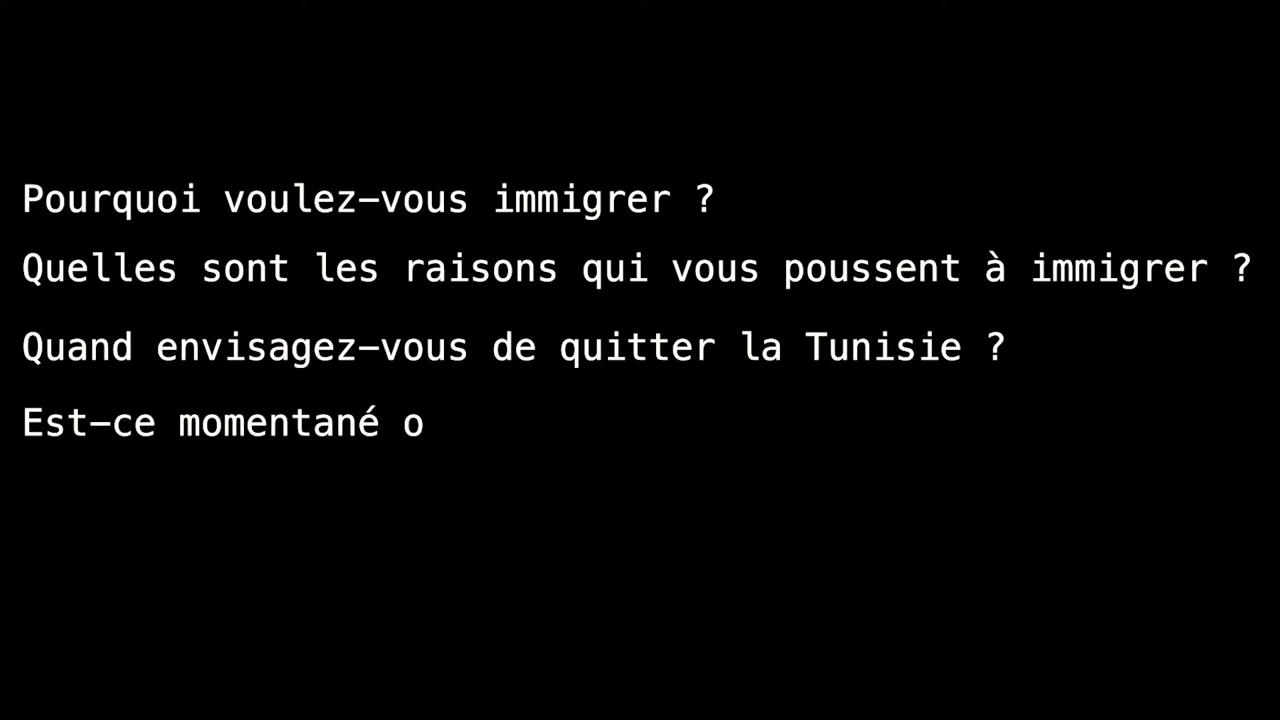 Pourquoi voulez-vous immigrer ?
Quelles sont les raisons qui vous poussent à immigrer ?
Quand envisagez-vous de quitter la Tunisie ?
Est-ce momentané o